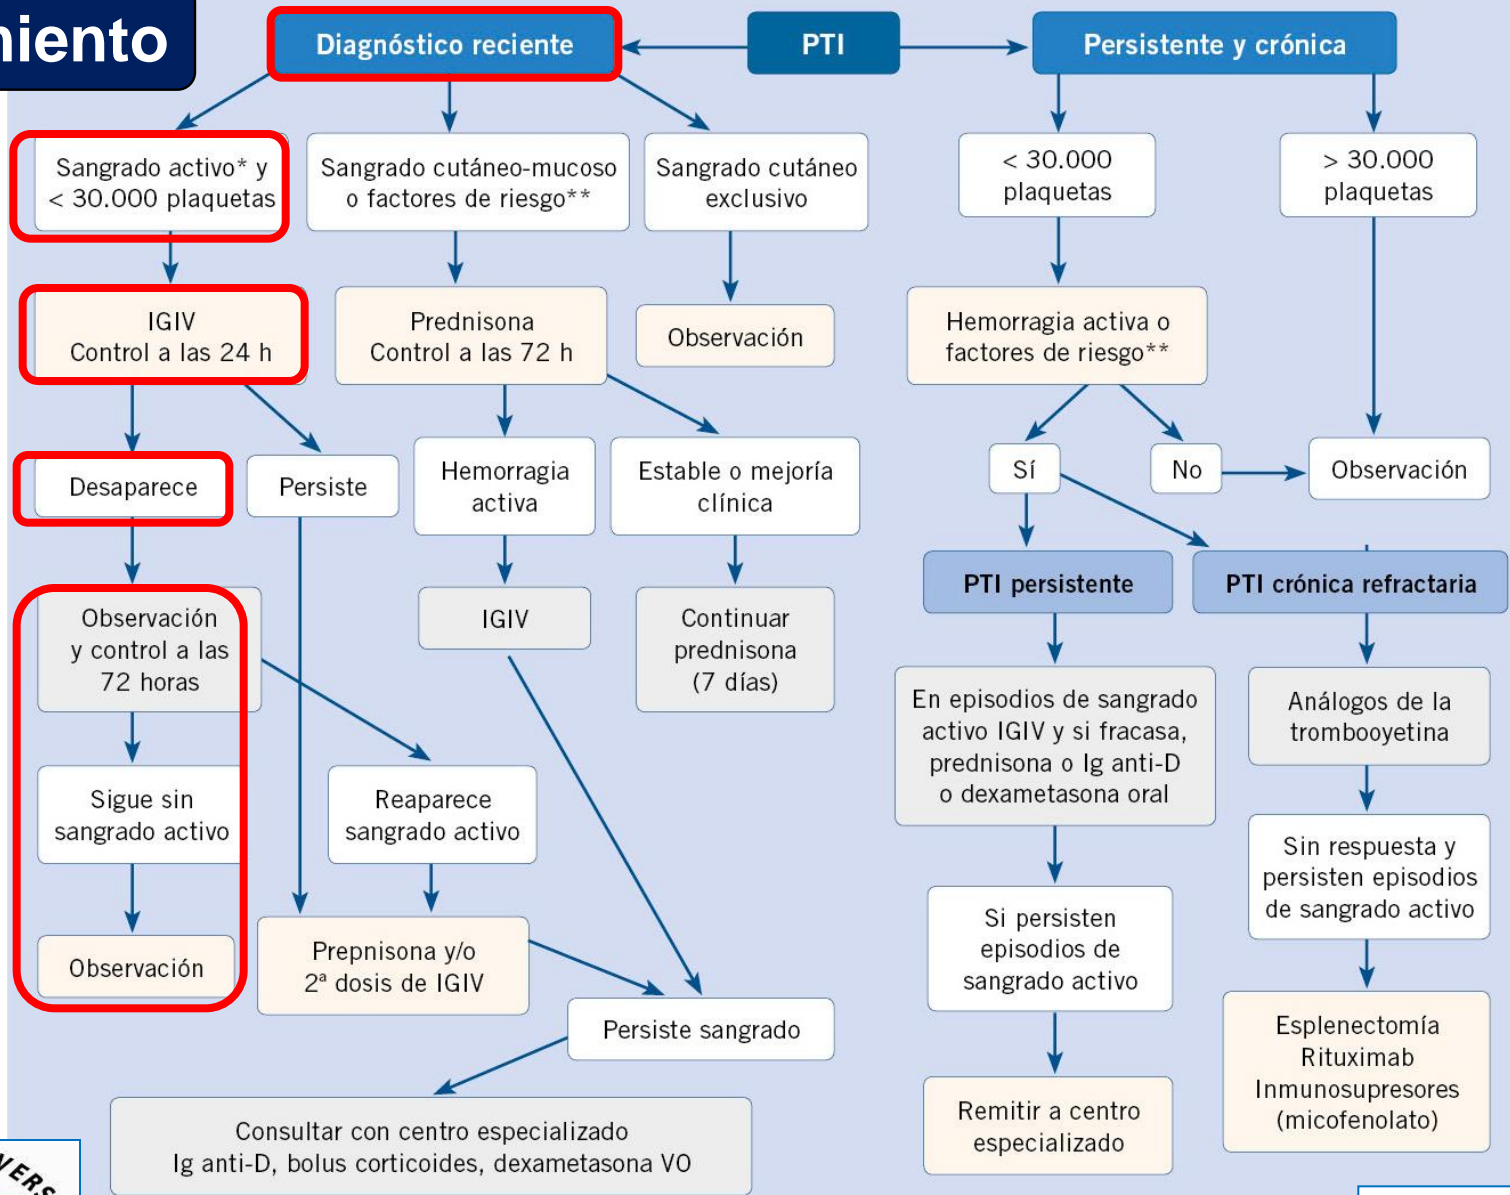 miento
Diagnóstico reciente
PTI
Persistente y crónica
Sangrado activo* y
< 30.000 plaquetas
Sangrado cutáneo-mucoso
o factores de riesgo**
Sangrado cutáneo
exclusivo
< 30.000
plaquetas
> 30.000
plaquetas
IGIV
Control a las 24 h
Prednisona
Control a las 72 h
Observación
Hemorragia activa o
factores de riesgo**
Desaparece
Persiste
Hemorragia
activa
Estable o mejoría
clínica
Sí
No
Observación
Observación
y control a las
72 horas
IGIV
Continuar
prednisona
(7 días)
PTI persistente
PTI crónica refractaria
En episodios de sangrado
activo IGIV y si fracasa,
prednisona o Ig anti-D
o dexametasona oral
Análogos de la
trombooyetina
Sigue sin
sangrado activo
Reaparece
sangrado activo
Sin respuesta y
persisten episodios
de sangrado activo
Observación
Prepnisona y/o
2ª dosis de IGIV
Si persisten
episodios de
sangrado activo
Persiste sangrado
Esplenectomía
Rituximab
Inmunosupresores
(micofenolato)
Consultar con centro especializado
Ig anti-D, bolus corticoides, dexametasona VO
Remitir a centro
especializado
VERS